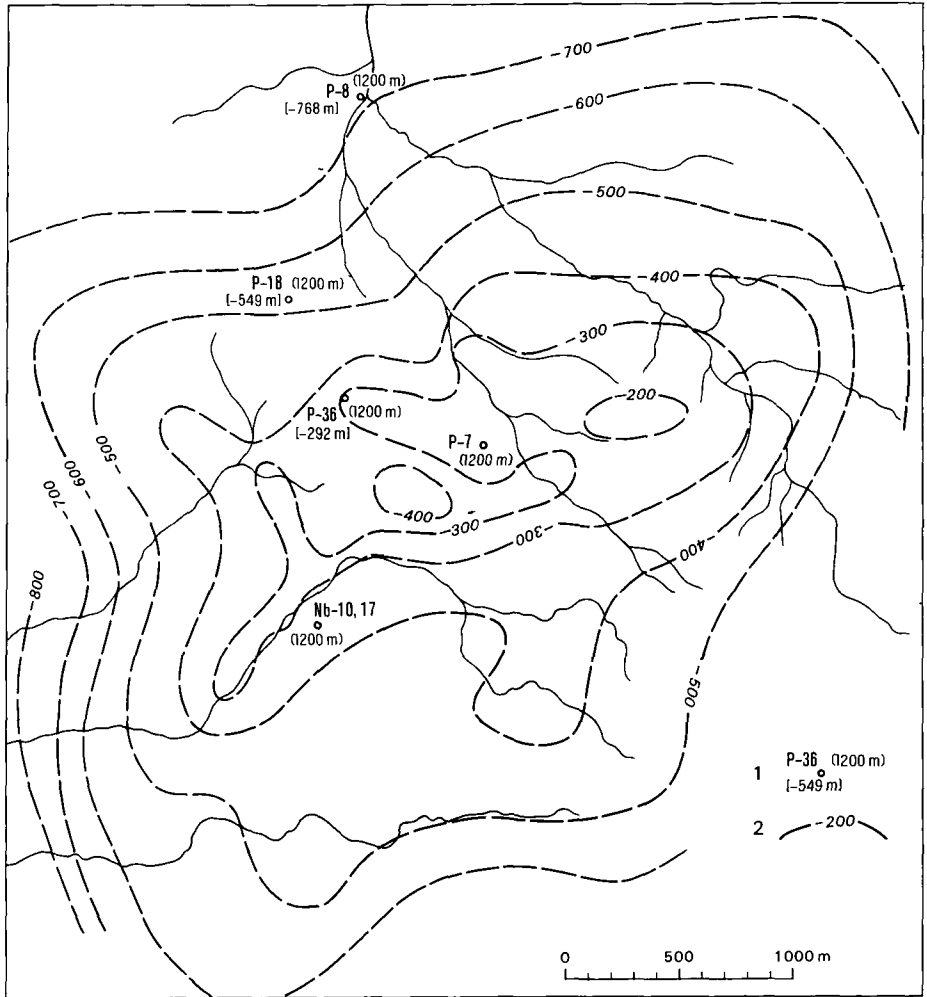 -700
(1200 m)
P-8
[-768 m]
-600
-500
P-18 (1200 m)
[-549 m]
-400
-300
-200
P-36 (1200 m)
[-292 m]
P-7
(1200 m)
-500
-600
-700
-800
-400
-300
-300
-400
Nb-10, 17
(1200 m)
-500
1 P-36 (1200 m)
[-549 m]
2 -200
0 500 1000 m